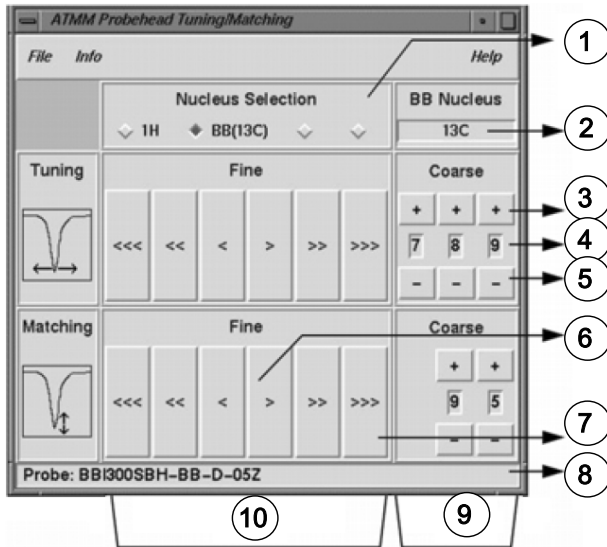 ATMM Probehead Tuning/Matching
File Info Help
Nucleus Selection BB Nucleus
1H BB(13C) 13C
Tuning Fine Coarse
+ + +
<<< << < > >> >>> 7 8 9
- - -
Matching Fine Coarse
+ +
<<< << < > >> >>> 9 5
- -
Probe: BBI300SBH-BB-D-05Z
1
2
3
4
5
6
7
8
9
10